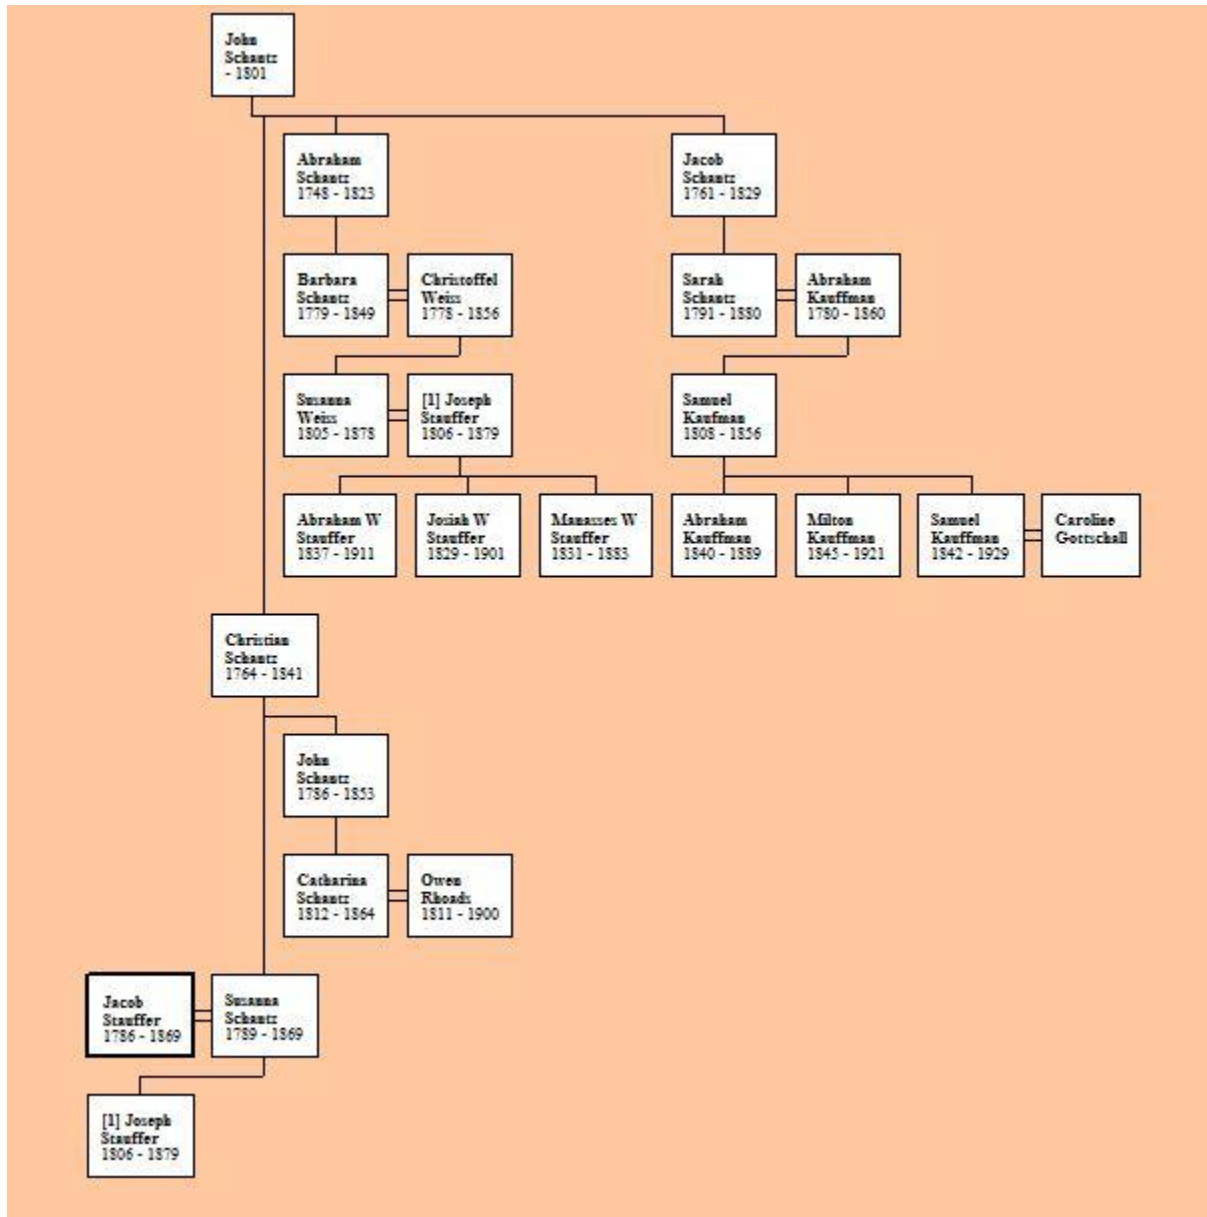 John
Schantz
- 1801
Abraham
Schantz
1748 - 1823
Jacob
Schantz
1761 - 1829
Barbara
Schantz
1779 - 1849
Christoffel
Weiss
1778 - 1856
Sarah
Schantz
1791 - 1880
Abraham
Kauffman
1780 - 1860
Susanna
Weiss
1805 - 1878
[1] Joseph
Stauffer
1806 - 1879
Samuel
Kaufman
1808 - 1856
Abraham W
Stauffer
1837 - 1911
Josiah W
Stauffer
1829 - 1901
Manasses W
Stauffer
1831 - 1883
Abraham
Kauffman
1840 - 1889
Milton
Kauffman
1845 - 1921
Samuel
Kauffman
1842 - 1929
Caroline
Gottschall
Christian
Schantz
1764 - 1841
John
Schantz
1786 - 1853
Catharina
Schantz
1812 - 1864
Owen
Rhoads
1811 - 1900
Jacob
Stauffer
1786 - 1869
Susanna
Schantz
1789 - 1869
[1] Joseph
Stauffer
1806 - 1879